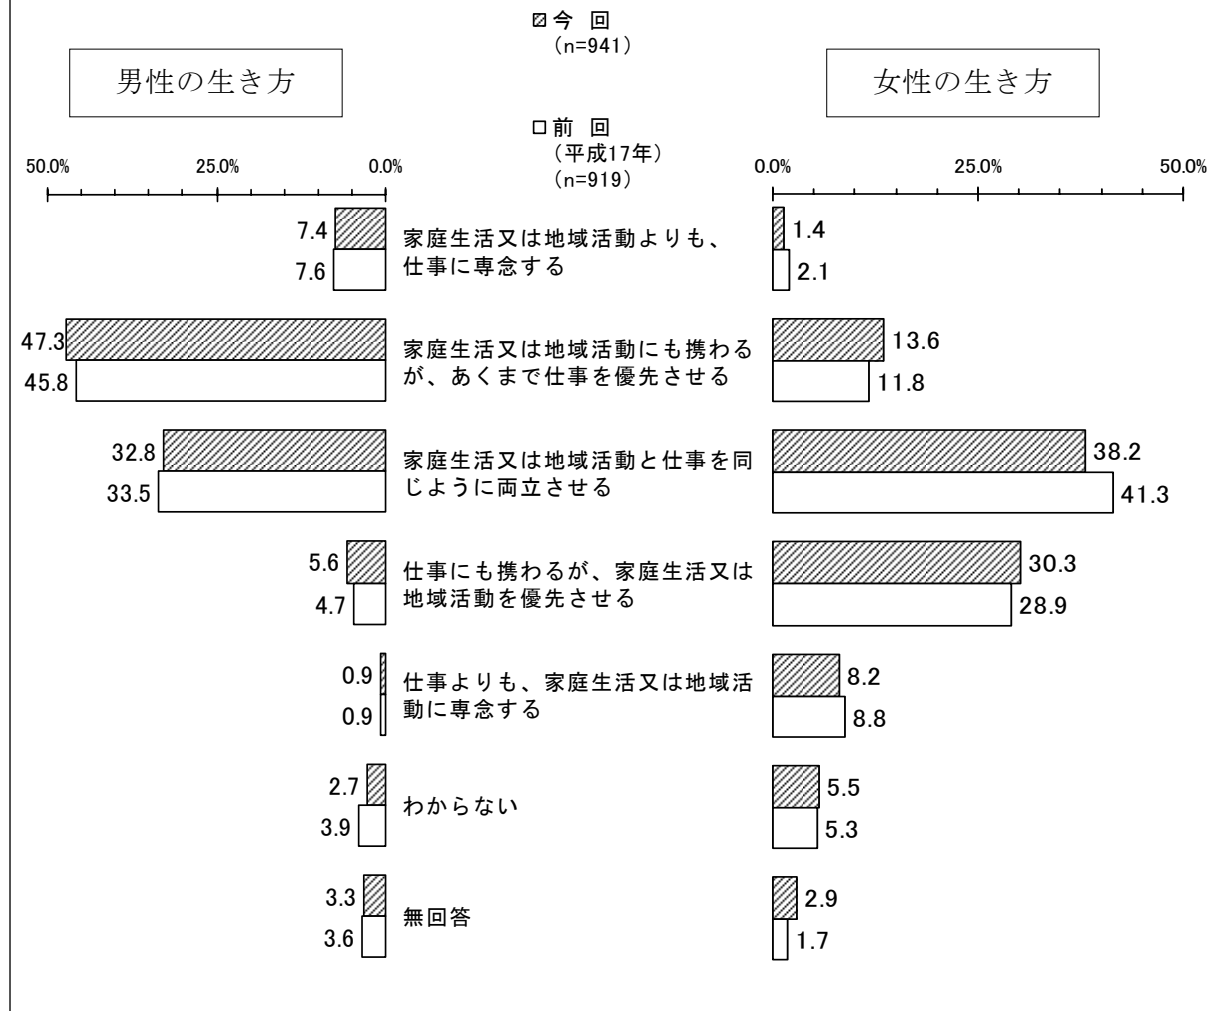 今 回
(n=941)
男性の生き方
女性の生き方
前 回
(平成17年)
(n=919)
50.0%
25.0%
0.0%
0.0%
25.0%
50.0%
7.4
7.6
家庭生活又は地域活動よりも、
仕事に専念する
1.4
2.1
47.3
45.8
家庭生活又は地域活動にも携わる
が、あくまで仕事を優先させる
13.6
11.8
32.8
33.5
家庭生活又は地域活動と仕事を同
じように両立させる
38.2
41.3
5.6
4.7
仕事にも携わるが、家庭生活又は
地域活動を優先させる
30.3
28.9
0.9
0.9
仕事よりも、家庭生活又は地域活
動に専念する
8.2
8.8
2.7
3.9
わからない
5.5
5.3
3.3
3.6
無回答
2.9
1.7